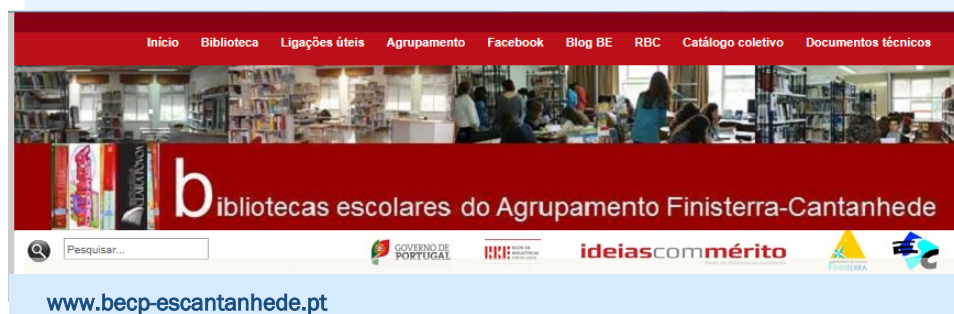 Início Biblioteca Ligações úteis Agrupamento Facebook Blog BE RBC Catálogo coletivo Documentos técnicos
bibliotecas escolares do Agrupamento Finisterra-Cantanhede
Pesquisar...
GOVERNO DE
PORTUGAL
ideiascommérito
FINISTERRA
www.becp-escantanhede.pt